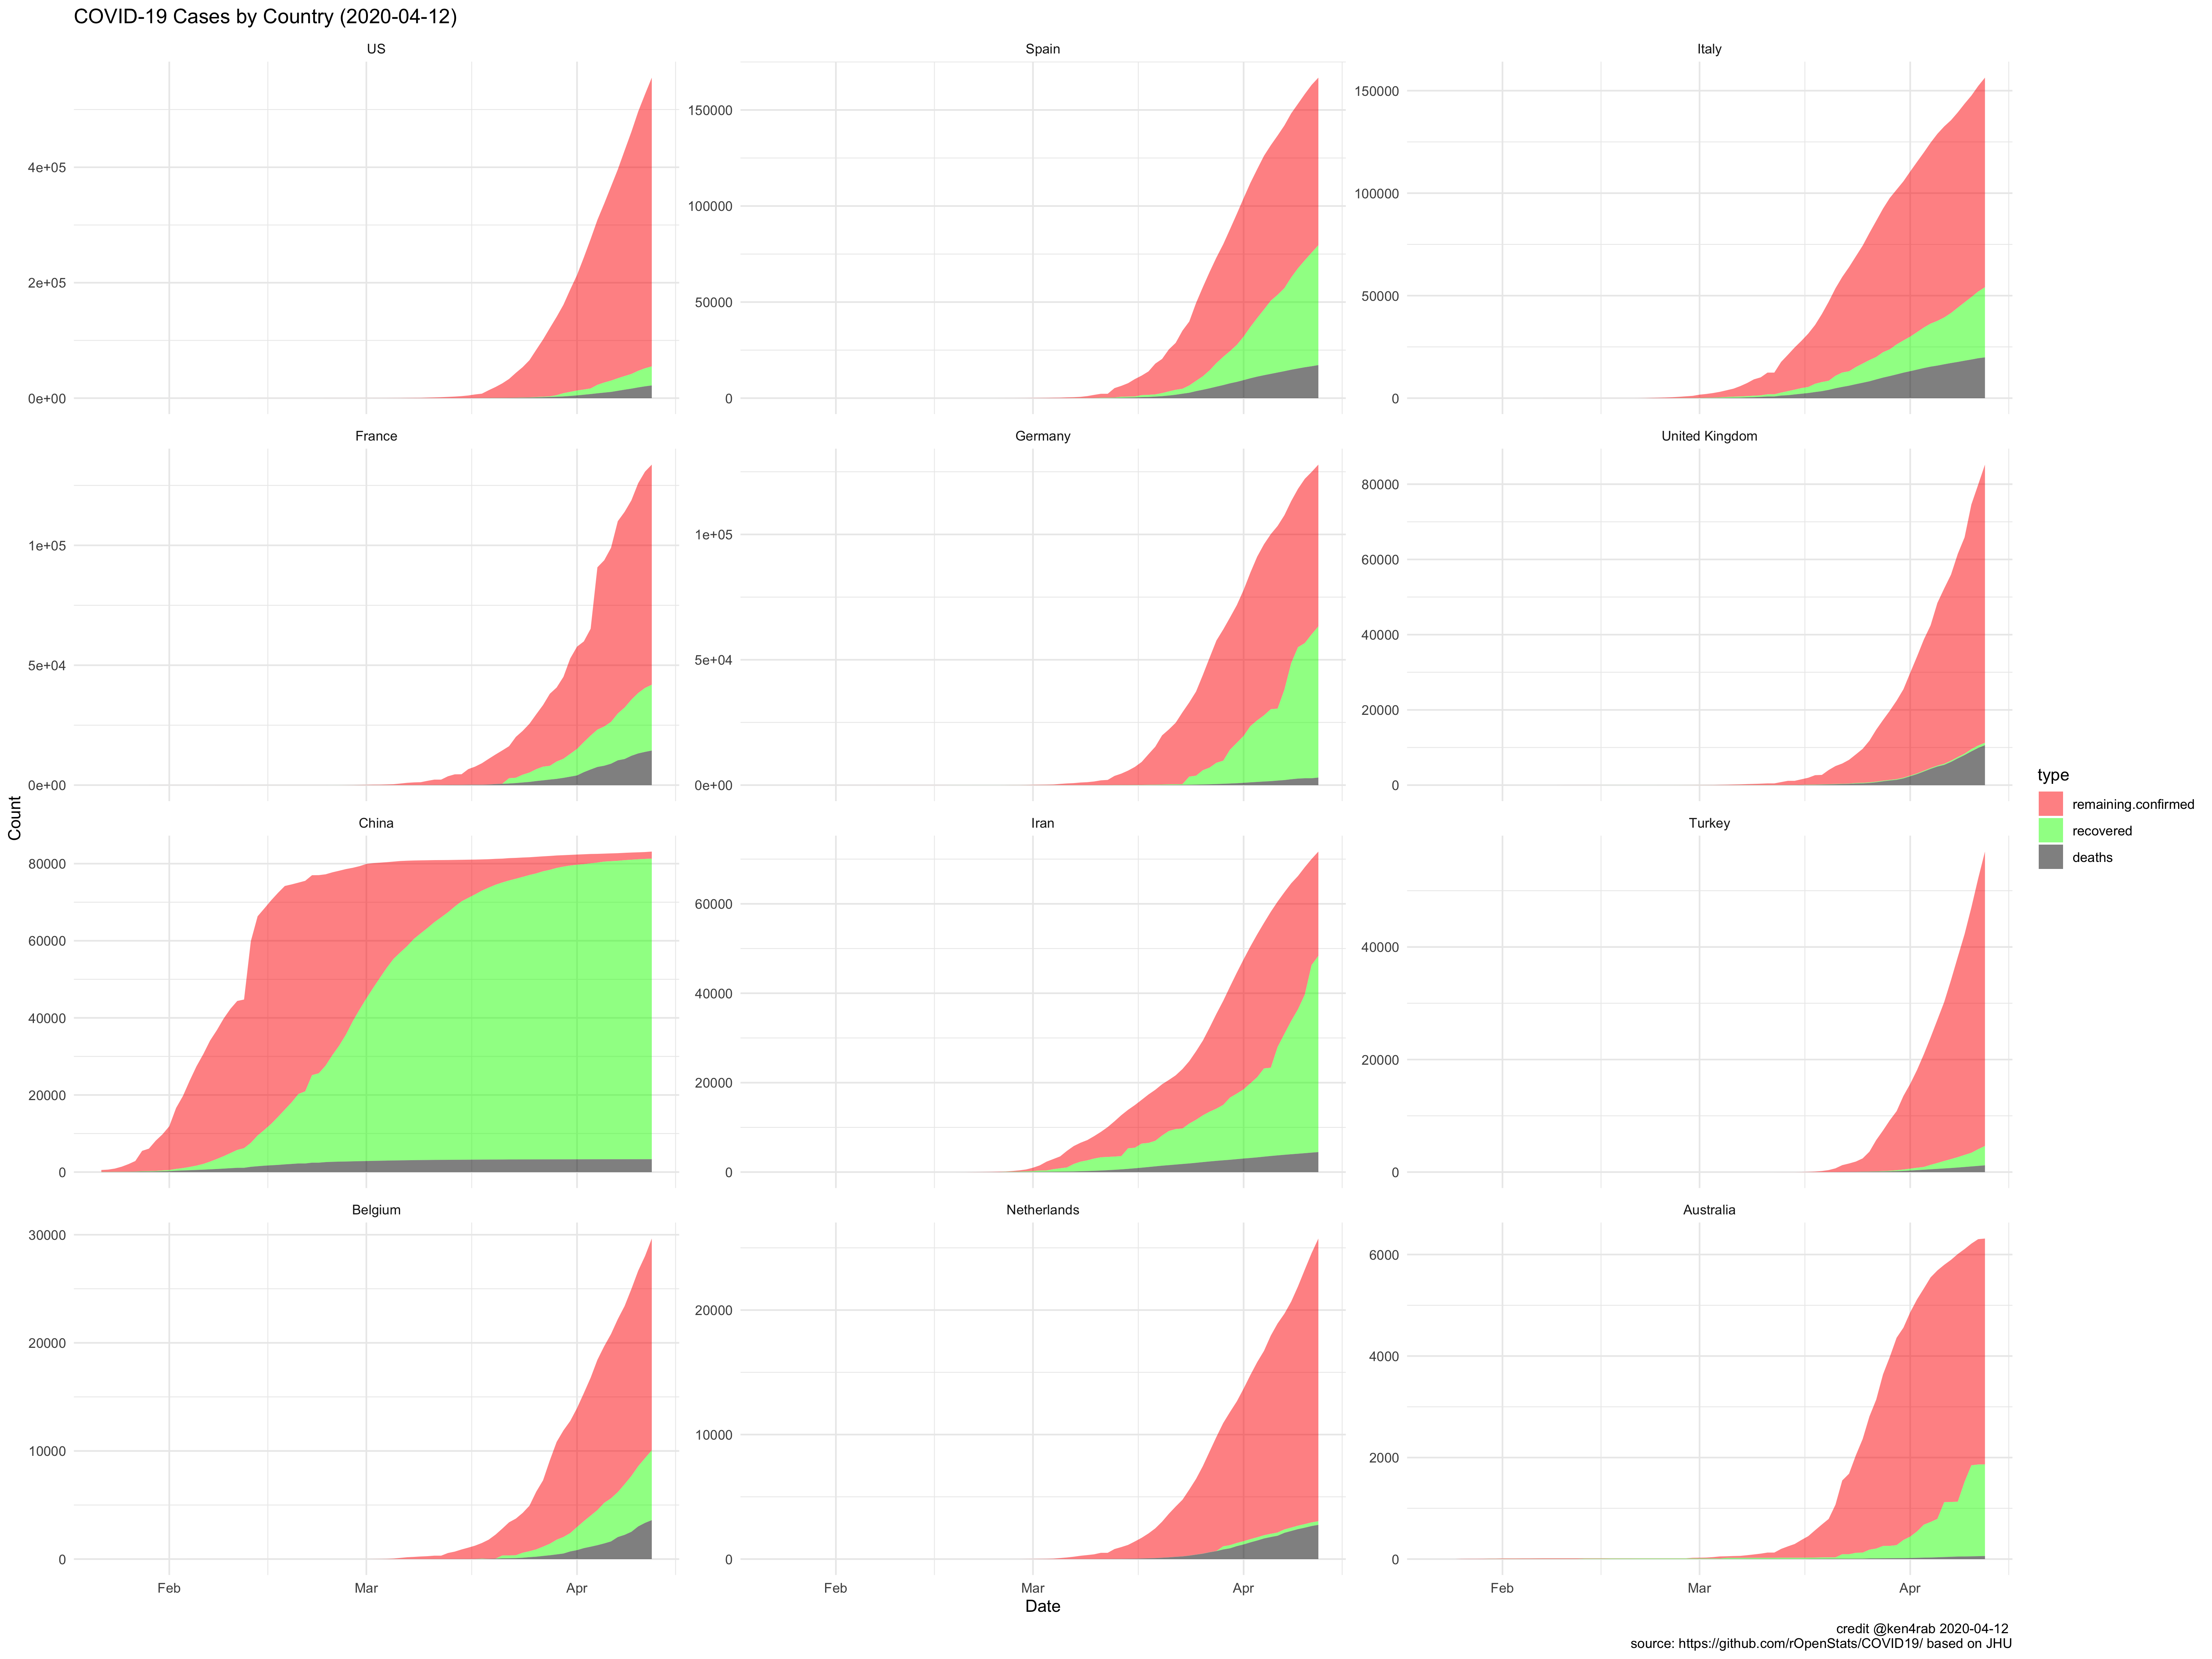 COVID-19 Cases by Country (2020-04-12)
US
Spain
Italy
4e+05
2e+05
0e+00
150000
100000
50000
0
150000
100000
50000
0
France
Germany
United Kingdom
1e+05
5e+04
0e+00
1e+05
5e+04
0e+00
80000
60000
40000
20000
0
Count
China
Iran
Turkey
80000
60000
40000
20000
0
60000
40000
20000
0
40000
20000
0
Belgium
Netherlands
Australia
30000
20000
10000
0
20000
10000
0
6000
4000
2000
0
Feb
Mar
Apr
Feb
Mar
Apr
Feb
Mar
Apr
Date
type
remaining.confirmed
recovered
deaths
credit @ken4rab 2020-04-12
source: https://github.com/rOpenStats/COVID19/ based on JHU